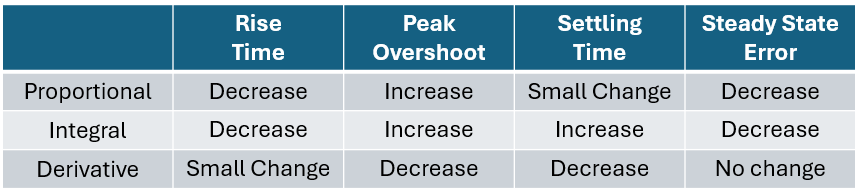 Rise Time Peak Overshoot Settling Time Steady State Error
Proportional Decrease Increase Small Change Decrease
Integral Decrease Increase Increase Decrease
Derivative Small Change Decrease Decrease No change